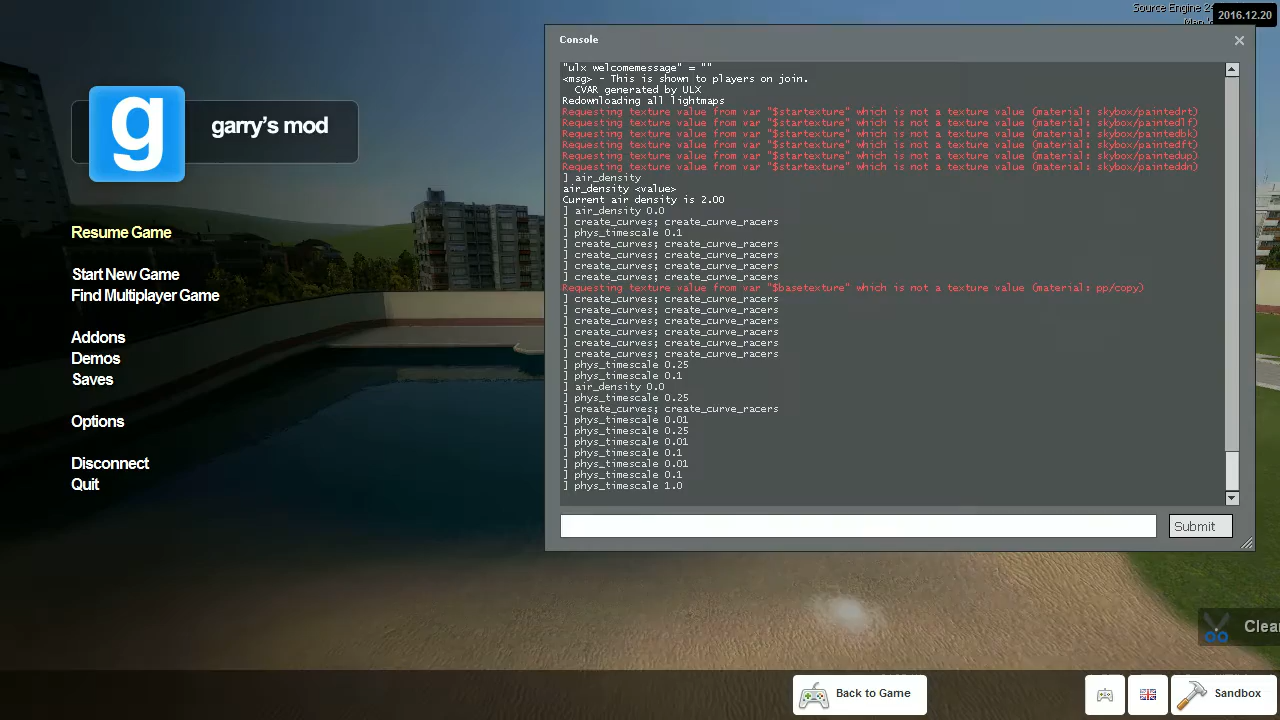 Source Engine 2
2016.12.20
g
garry's mod
Resume Game
Start New Game
Find Multiplayer Game
Addons
Demos
Saves
Options
Disconnect
Quit
Console
"ulx welcomemessage" = ""
<msg> - This is shown to players on join.
CVAR generated by ULX
Redownloading all lightmaps
Requesting texture value from var "$startexture" which is not a texture value (material: skybox/paintedrt)
Requesting texture value from var "$startexture" which is not a texture value (material: skybox/paintedlf)
Requesting texture value from var "$startexture" which is not a texture value (material: skybox/paintedbk)
Requesting texture value from var "$startexture" which is not a texture value (material: skybox/paintedft)
Requesting texture value from var "$startexture" which is not a texture value (material: skybox/paintedup)
Requesting texture value from var "$startexture" which is not a texture value (material: skybox/painteddn)
] air_density
air_density <value>
Current air density is 2.00
] air_density 0.0
] create_curves; create_curve_racers
] phys_timescale 0.1
] create_curves; create_curve_racers
] create_curves; create_curve_racers
] create_curves; create_curve_racers
] create_curves; create_curve_racers
Requesting texture value from var "$basetexture" which is not a texture value (material: pp/copy)
] create_curves; create_curve_racers
] create_curves; create_curve_racers
] create_curves; create_curve_racers
] create_curves; create_curve_racers
] create_curves; create_curve_racers
] create_curves; create_curve_racers
] phys_timescale 0.25
] phys_timescale 0.1
] air_density 0.0
] phys_timescale 0.25
] create_curves; create_curve_racers
] phys_timescale 0.01
] phys_timescale 0.25
] phys_timescale 0.01
] phys_timescale 0.1
] phys_timescale 0.01
] phys_timescale 0.1
] phys_timescale 1.0
Submit
Clear
Back to Game
Sandbox